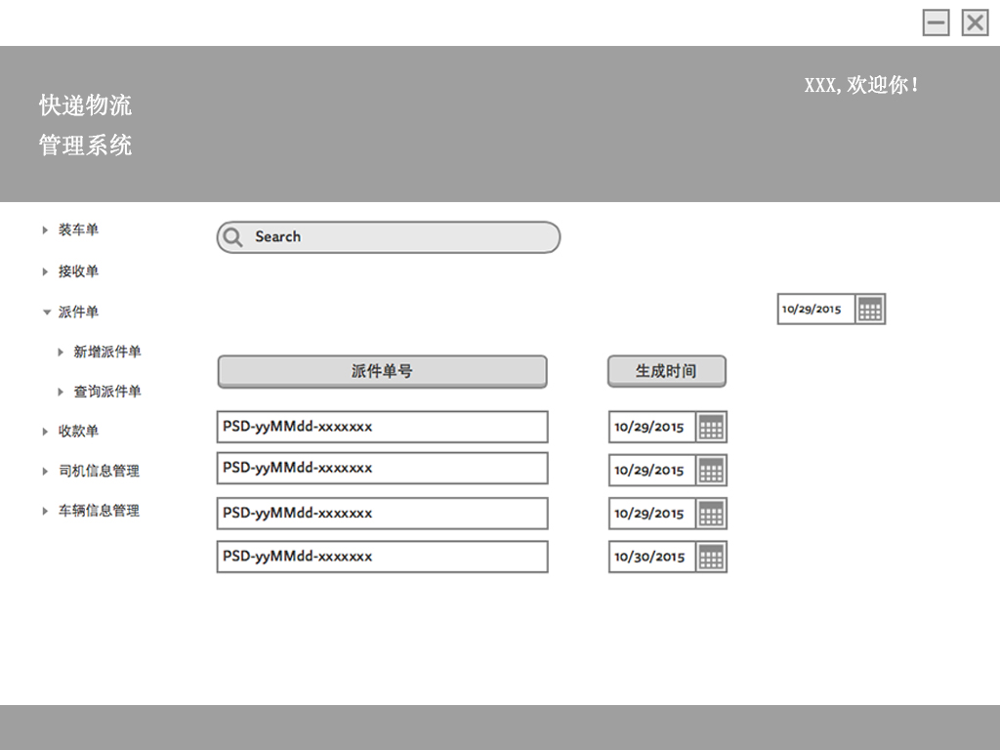 XXX,欢迎你!
快递物流
管理系统
装车单
接收单
派件单
新增派件单
查询派件单
收款单
司机信息管理
车辆信息管理
Search
10/29/2015
派件单号 生成时间
PSD-yyMMdd-xxxxxxx 10/29/2015
PSD-yyMMdd-xxxxxxx 10/29/2015
PSD-yyMMdd-xxxxxxx 10/29/2015
PSD-yyMMdd-xxxxxxx 10/30/2015